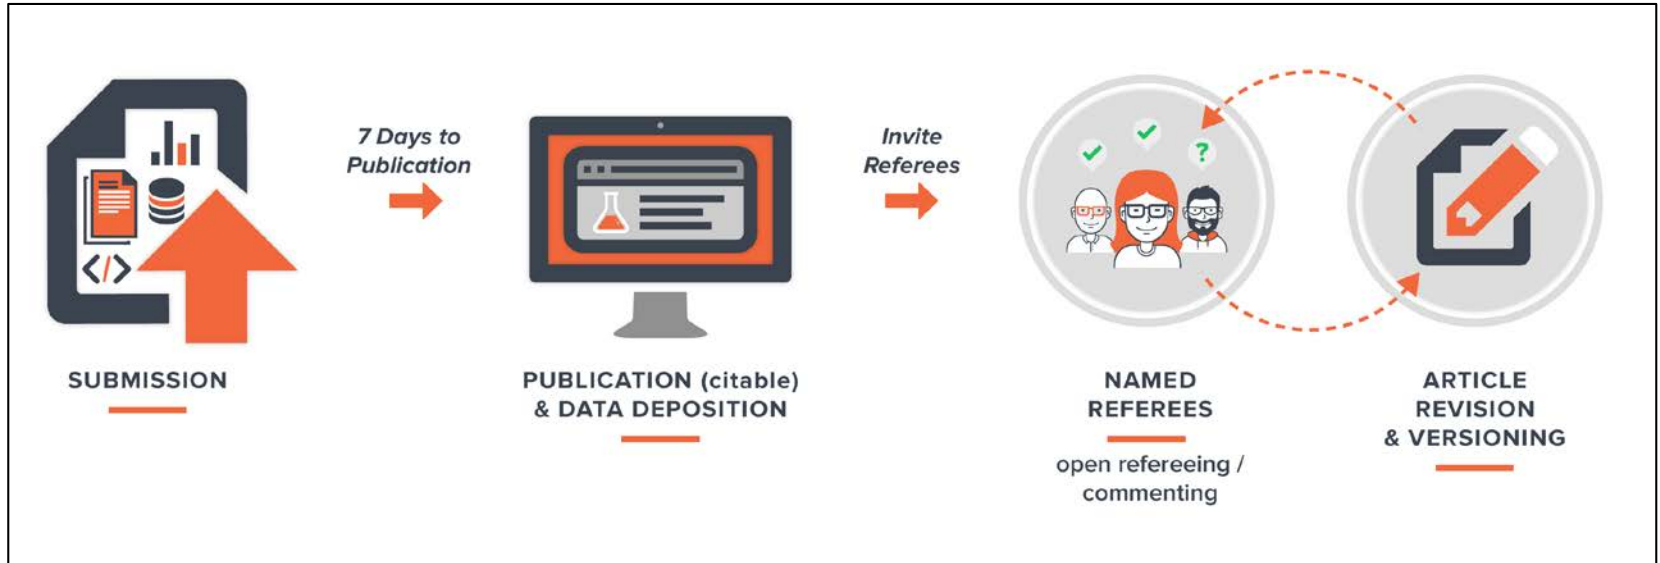 7 Days to
Publication
Invite
Referees
?
</>
SUBMISSION
PUBLICATION (citable)
& DATA DEPOSITION
NAMED
REFEREES
open refereeing /
commenting
ARTICLE
REVISION
& VERSIONING